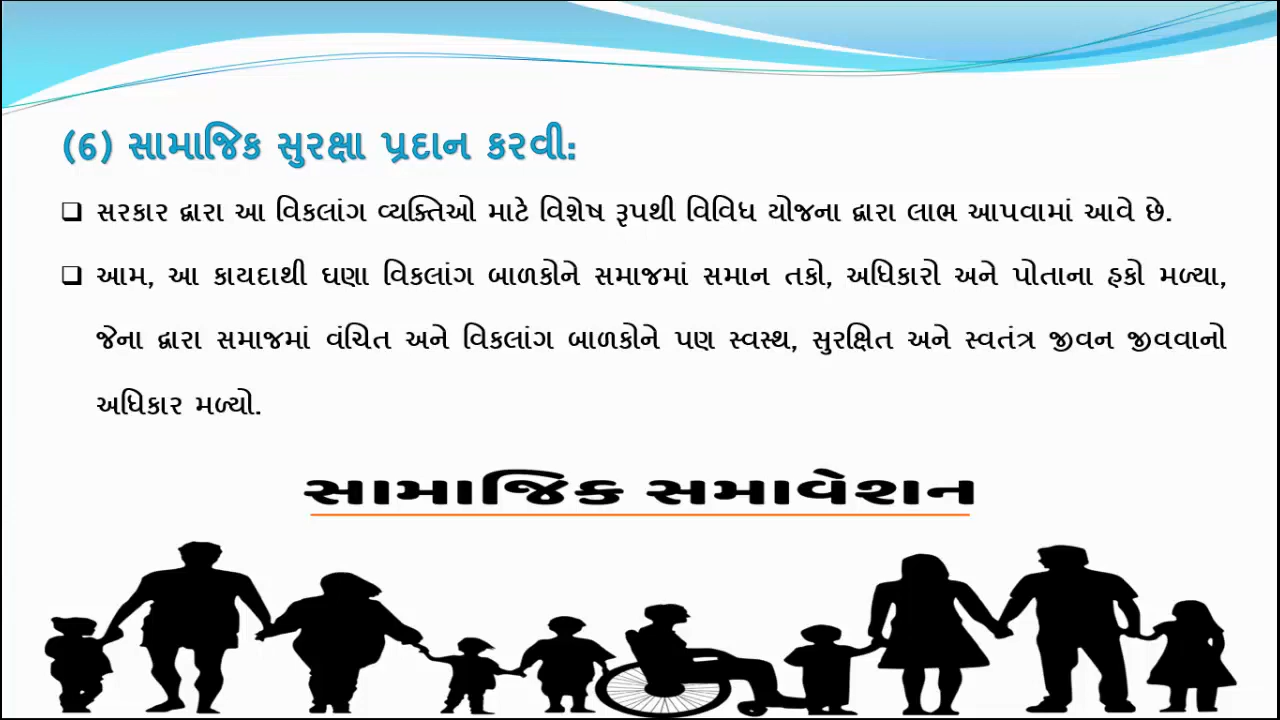 (6) સામાજિક સુરક્ષા પ્રદાન કરવી:
સરકાર દ્વારા આ વિકલાંગ વ્યક્તિઓ માટે વિશેષ રૂપથી વિવિધ યોજના દ્વારા લાભ આપવામાં આવે છે.
આમ, આ કાયદાથી ઘણા વિકલાંગ બાળકોને સમાજમાં સમાન તકો, અધિકારો અને પોતાના હકો મળ્યા,
જેના દ્વારા સમાજમાં વંચિત અને વિકલાંગ બાળકોને પણ સ્વસ્થ, સુરક્ષિત અને સ્વતંત્ર જીવન જીવવાનો
અધિકાર મળ્યો.
સામાજિક સમાવેશન